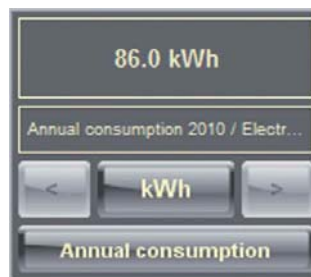 86.0 kWh
Annual consumption 2010 / Electr...
< kWh >
Annual consumption